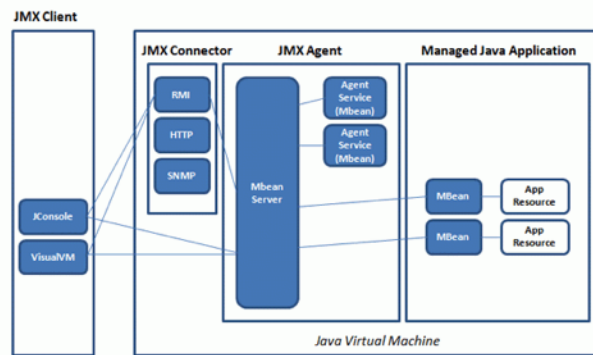 JMX Client
JMX Connector
JMX Agent
Managed Java Application
RMI
HTTP
SNMP
Mbean
Server
Agent
Service
(Mbean)
Agent
Service
(Mbean)
JConsole
VisualVM
MBean
App
Resource
MBean
App
Resource
Java Virtual Machine